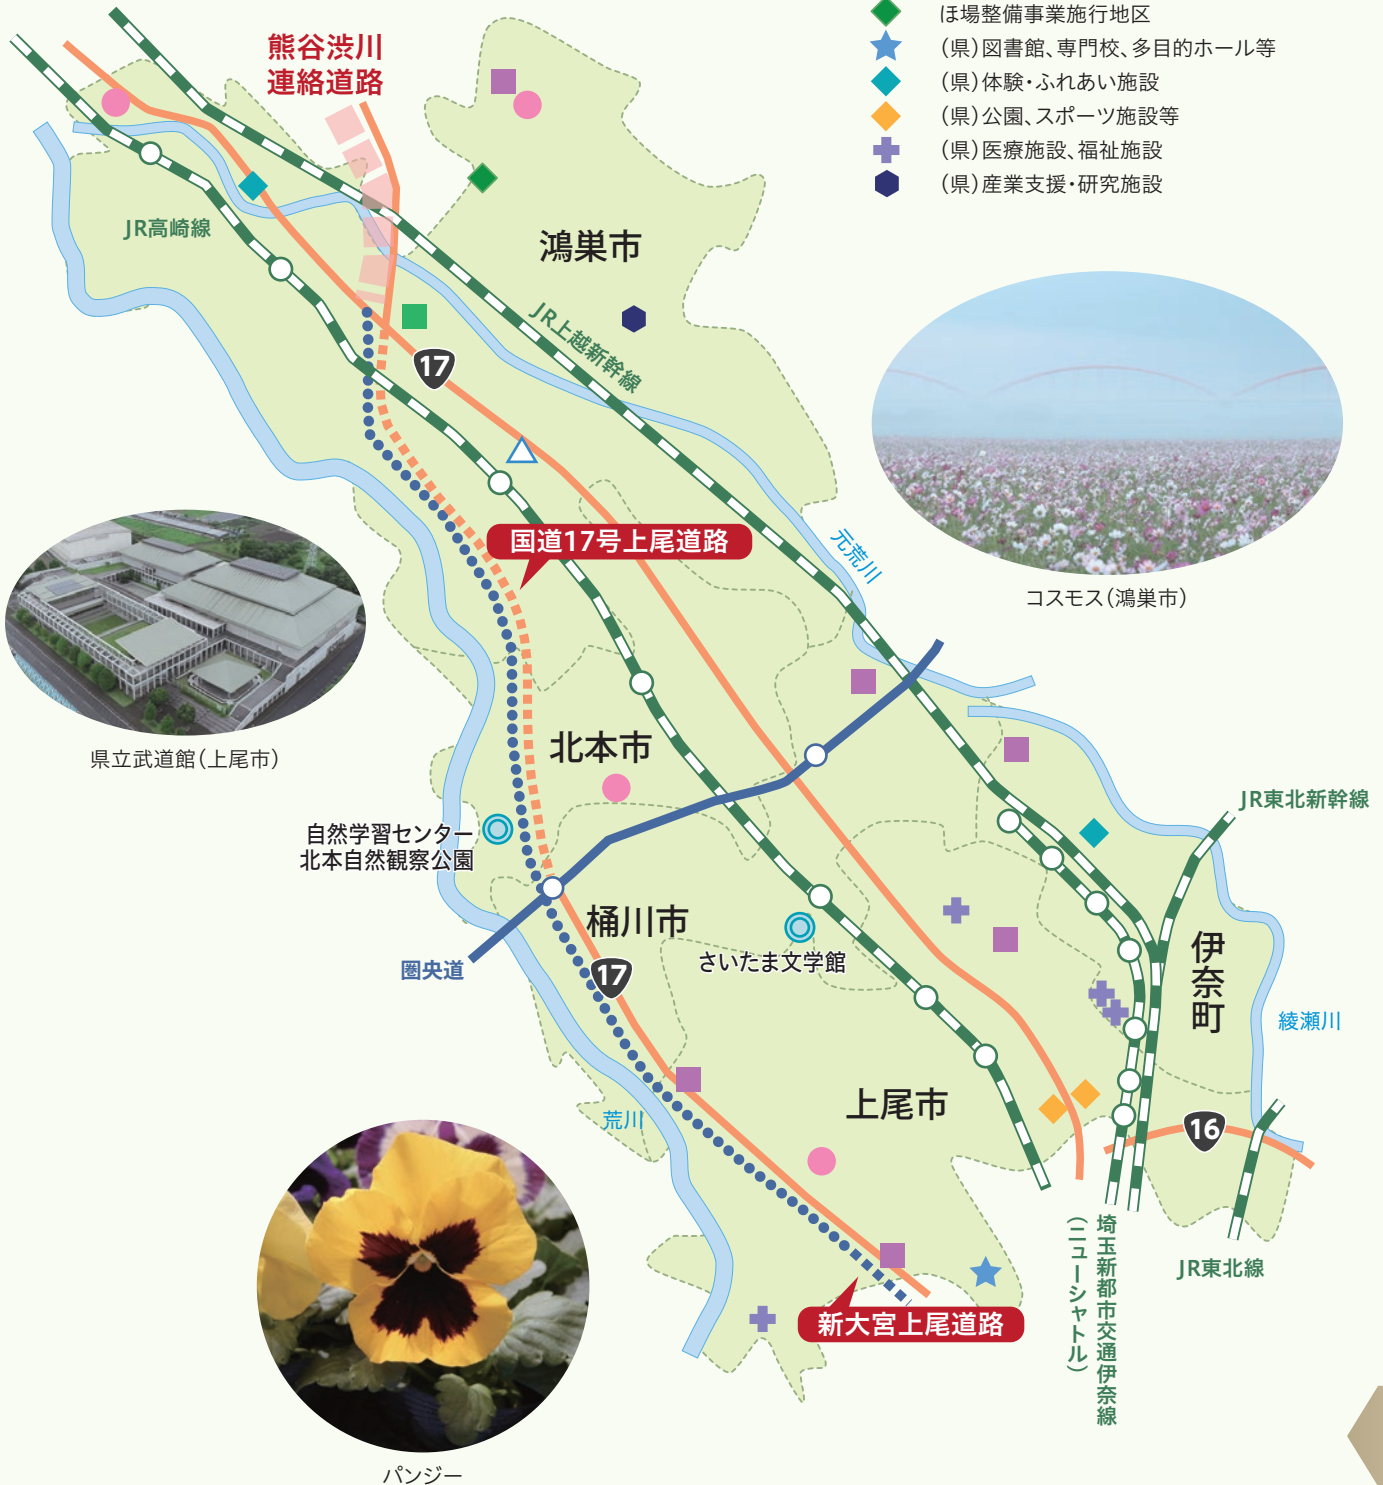 ほ場整備事業施行地区
(県)図書館、専門校、多目的ホール等
(県)体験・ふれあい施設
(県)公園、スポーツ施設等
(県)医療施設、福祉施設
(県)産業支援・研究施設
熊谷渋川
連絡道路
JR高崎線
鴻巣市
JR上越新幹線
17
国道17号上尾道路
元荒川
コスモス(鴻巣市)
県立武道館(上尾市)
北本市
JR東北新幹線
自然学習センター
北本自然観察公園
桶川市
さいたま文学館
圏央道
17
伊奈町
綾瀬川
上尾市
荒川
16
埼玉新都市交通伊奈線
(ニューシャトル)
JR東北線
新大宮上尾道路
パンジー